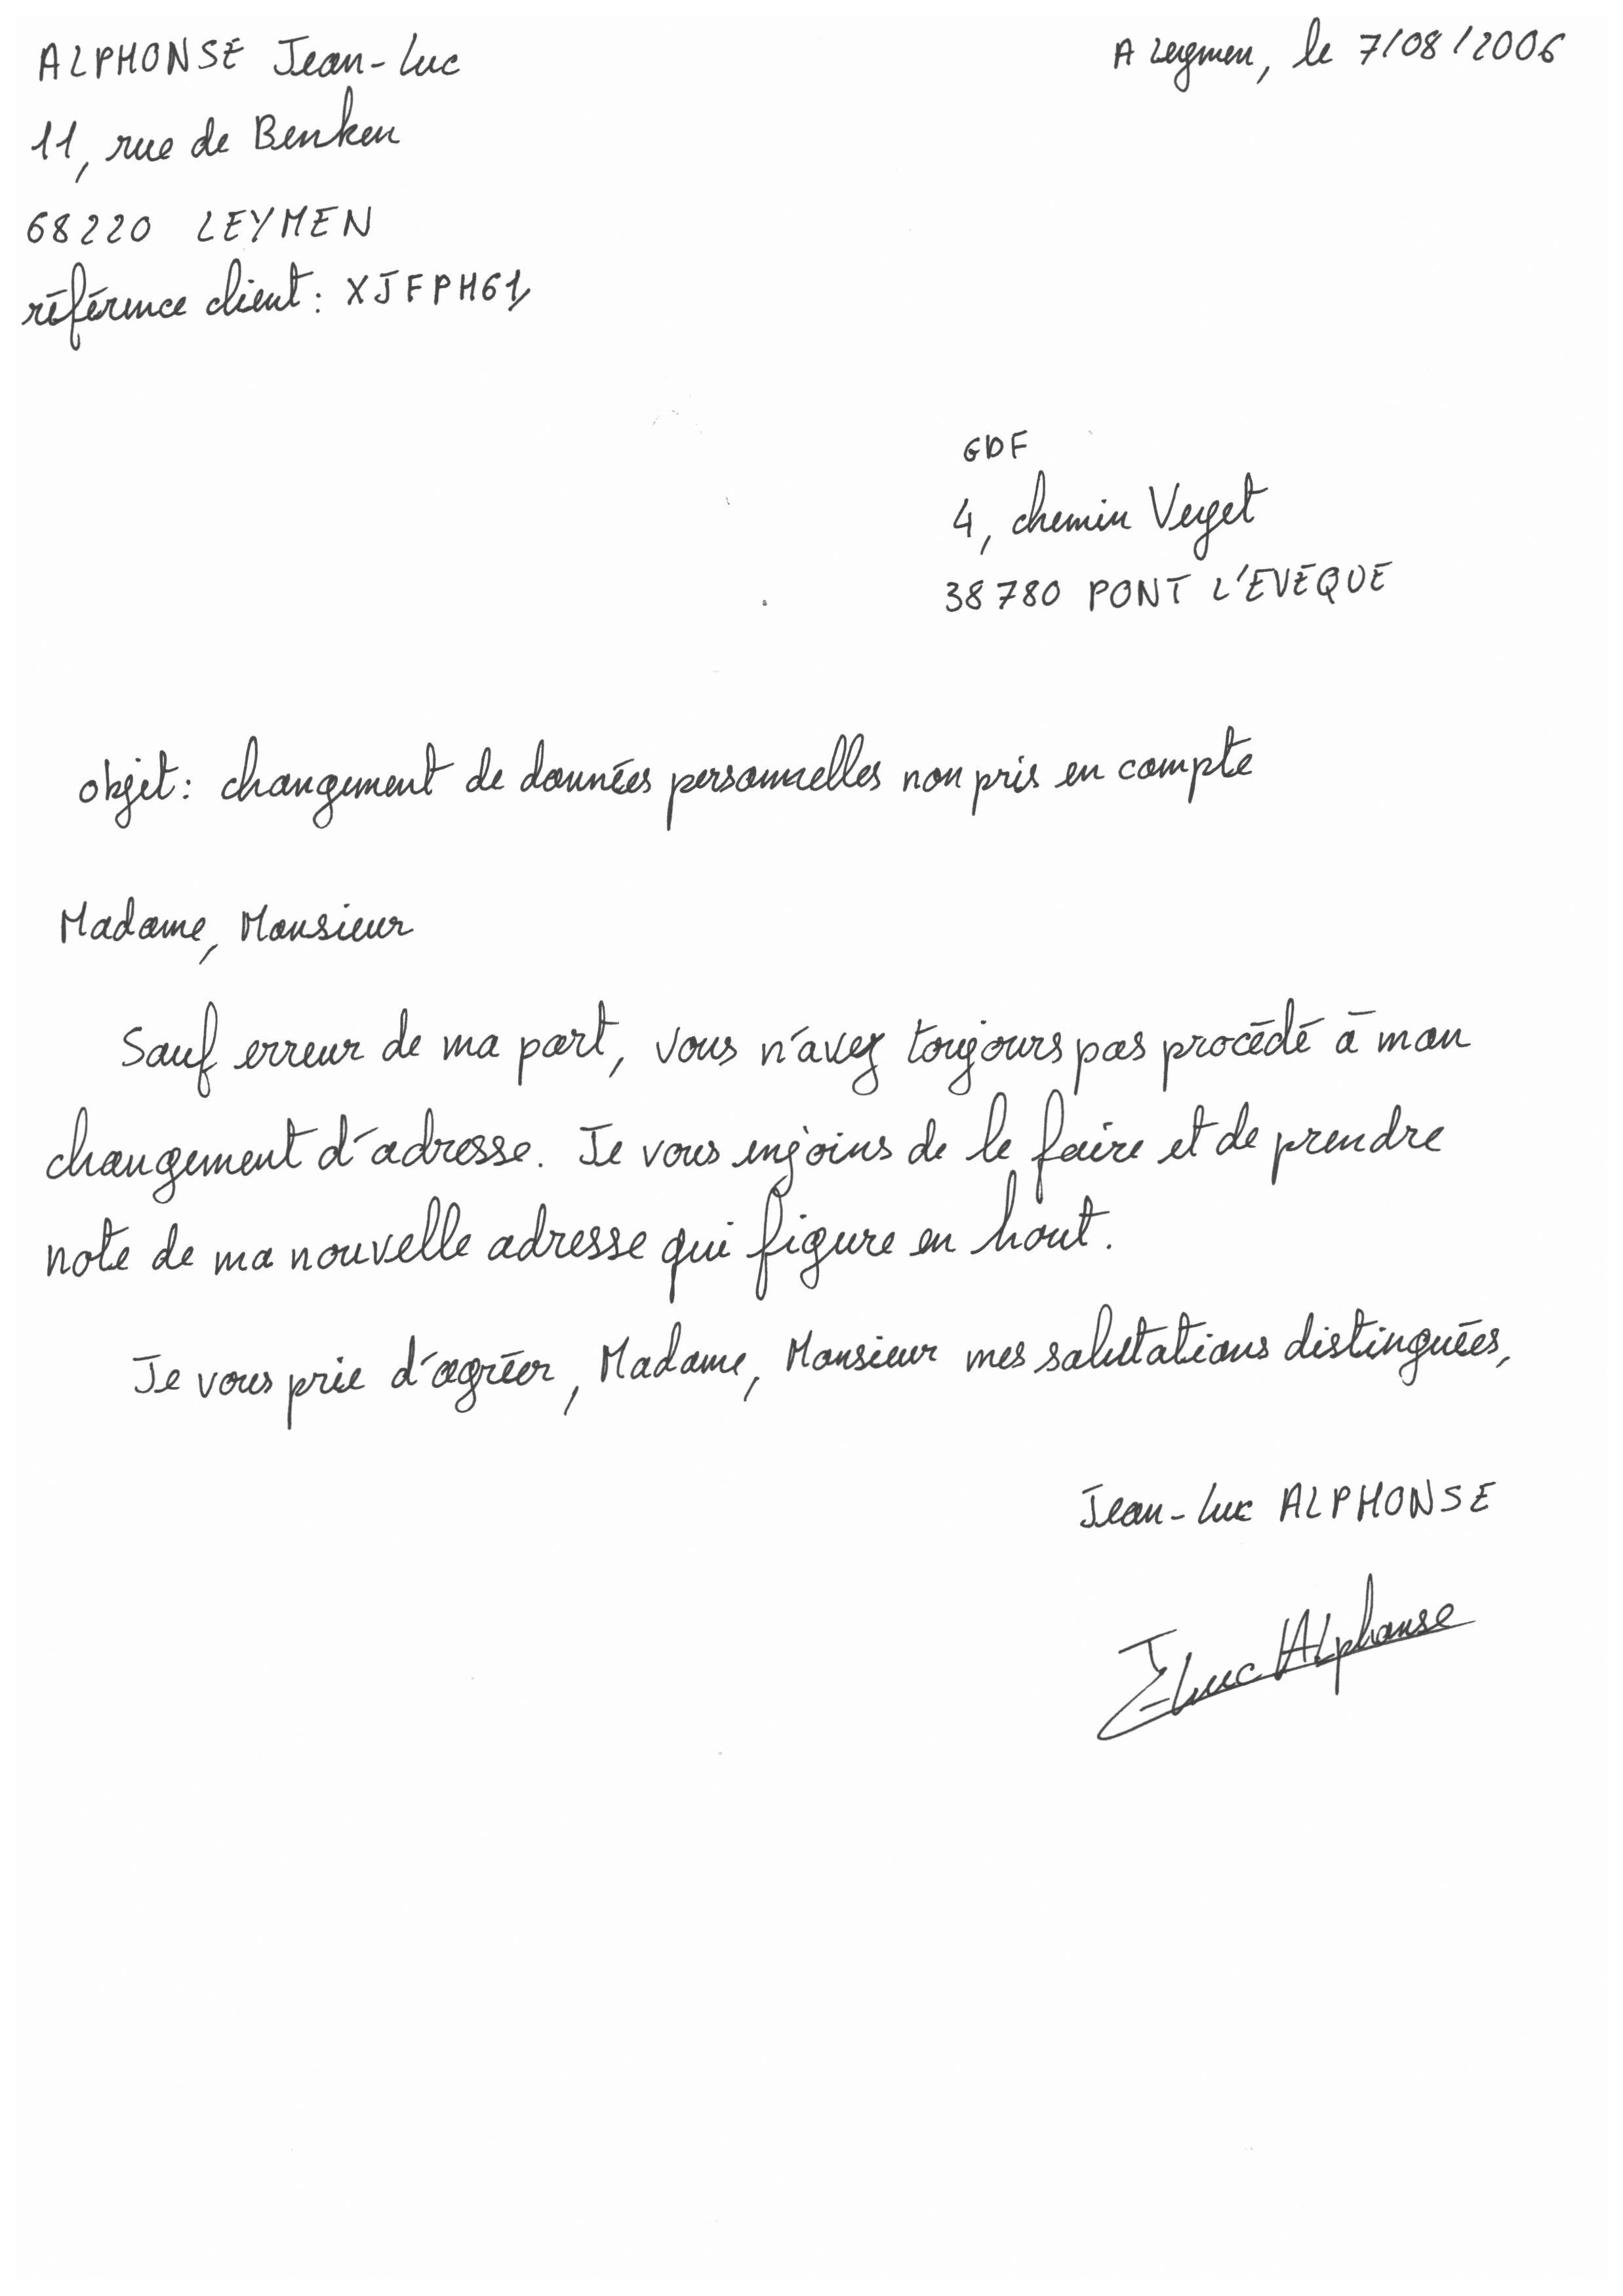 ALPHONSE Jean-Luc
A Leymen, le 7/08/2006
11, rue de Benken
68220 LEYMEN
référence client : XJFPH61
GDF
4, chemin Verget
38780 PONT L'EVÉQUE
objet : changement de données personnelles non pris en compte
Madame, Monsieur
Sauf erreur de ma part, vous n'avez toujours pas procédé à mon
changement d'adresse. Je vous enjoins de le faire et de prendre
note de ma nouvelle adresse qui figure en haut.
Je vous prie d'agréer, Madame, Monsieur mes salutations distinguées,
Jean-Luc ALPHONSE
JLuc Alphonse